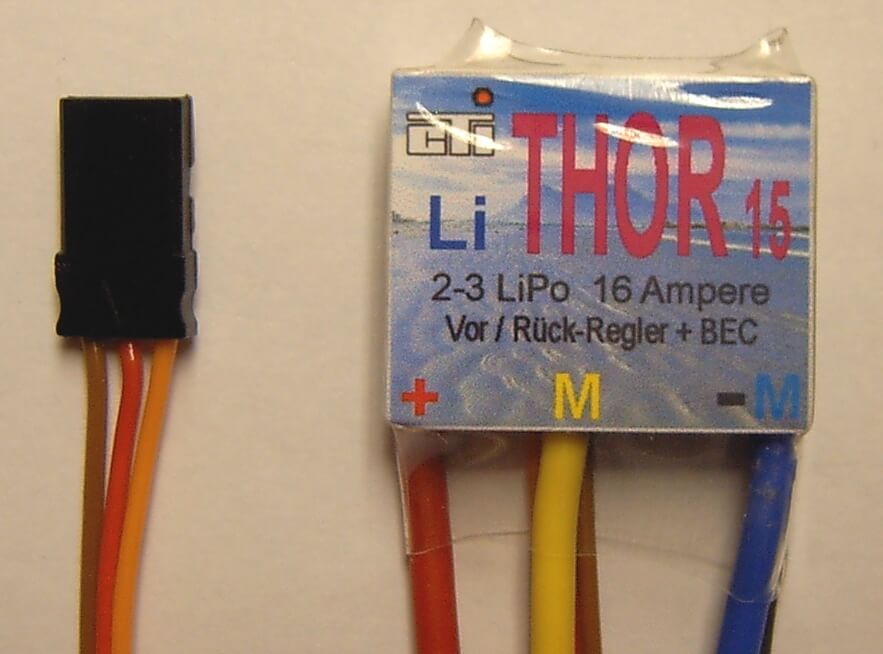 CTi
Li THOR 15
2-3 LiPo 16 Ampere
Vor / Rück-Regler + BEC
+ M - M